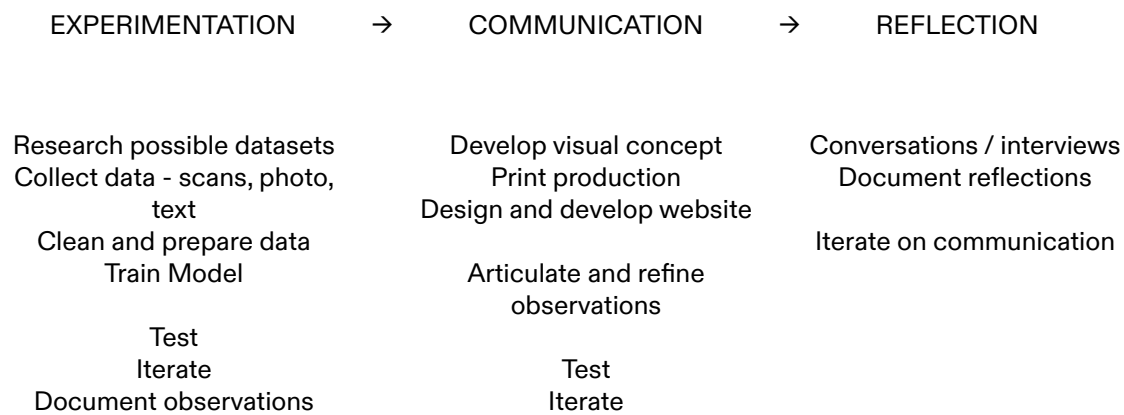 EXPERIMENTATION → COMMUNICATION → REFLECTION
Research possible datasets
Collect data - scans, photo,
text
Clean and prepare data
Train Model
Test
Iterate
Document observations
Develop visual concept
Print production
Design and develop website
Articulate and refine
observations
Test
Iterate
Conversations / interviews
Document reflections
Iterate on communication